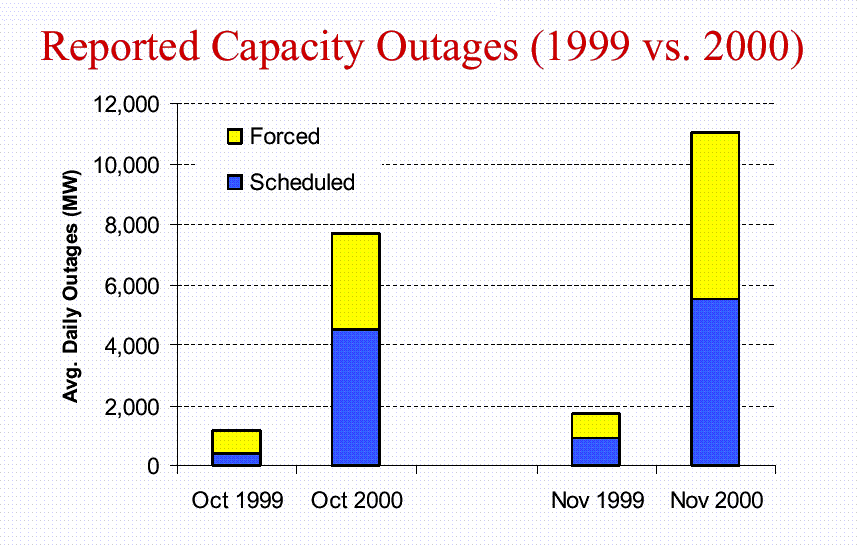 Reported Capacity Outages (1999 vs. 2000)
12,000
10,000
8,000
6,000
4,000
2,000
0
Avg. Daily Outages (MW)
Forced
Scheduled
Oct 1999
Oct 2000
Nov 1999
Nov 2000